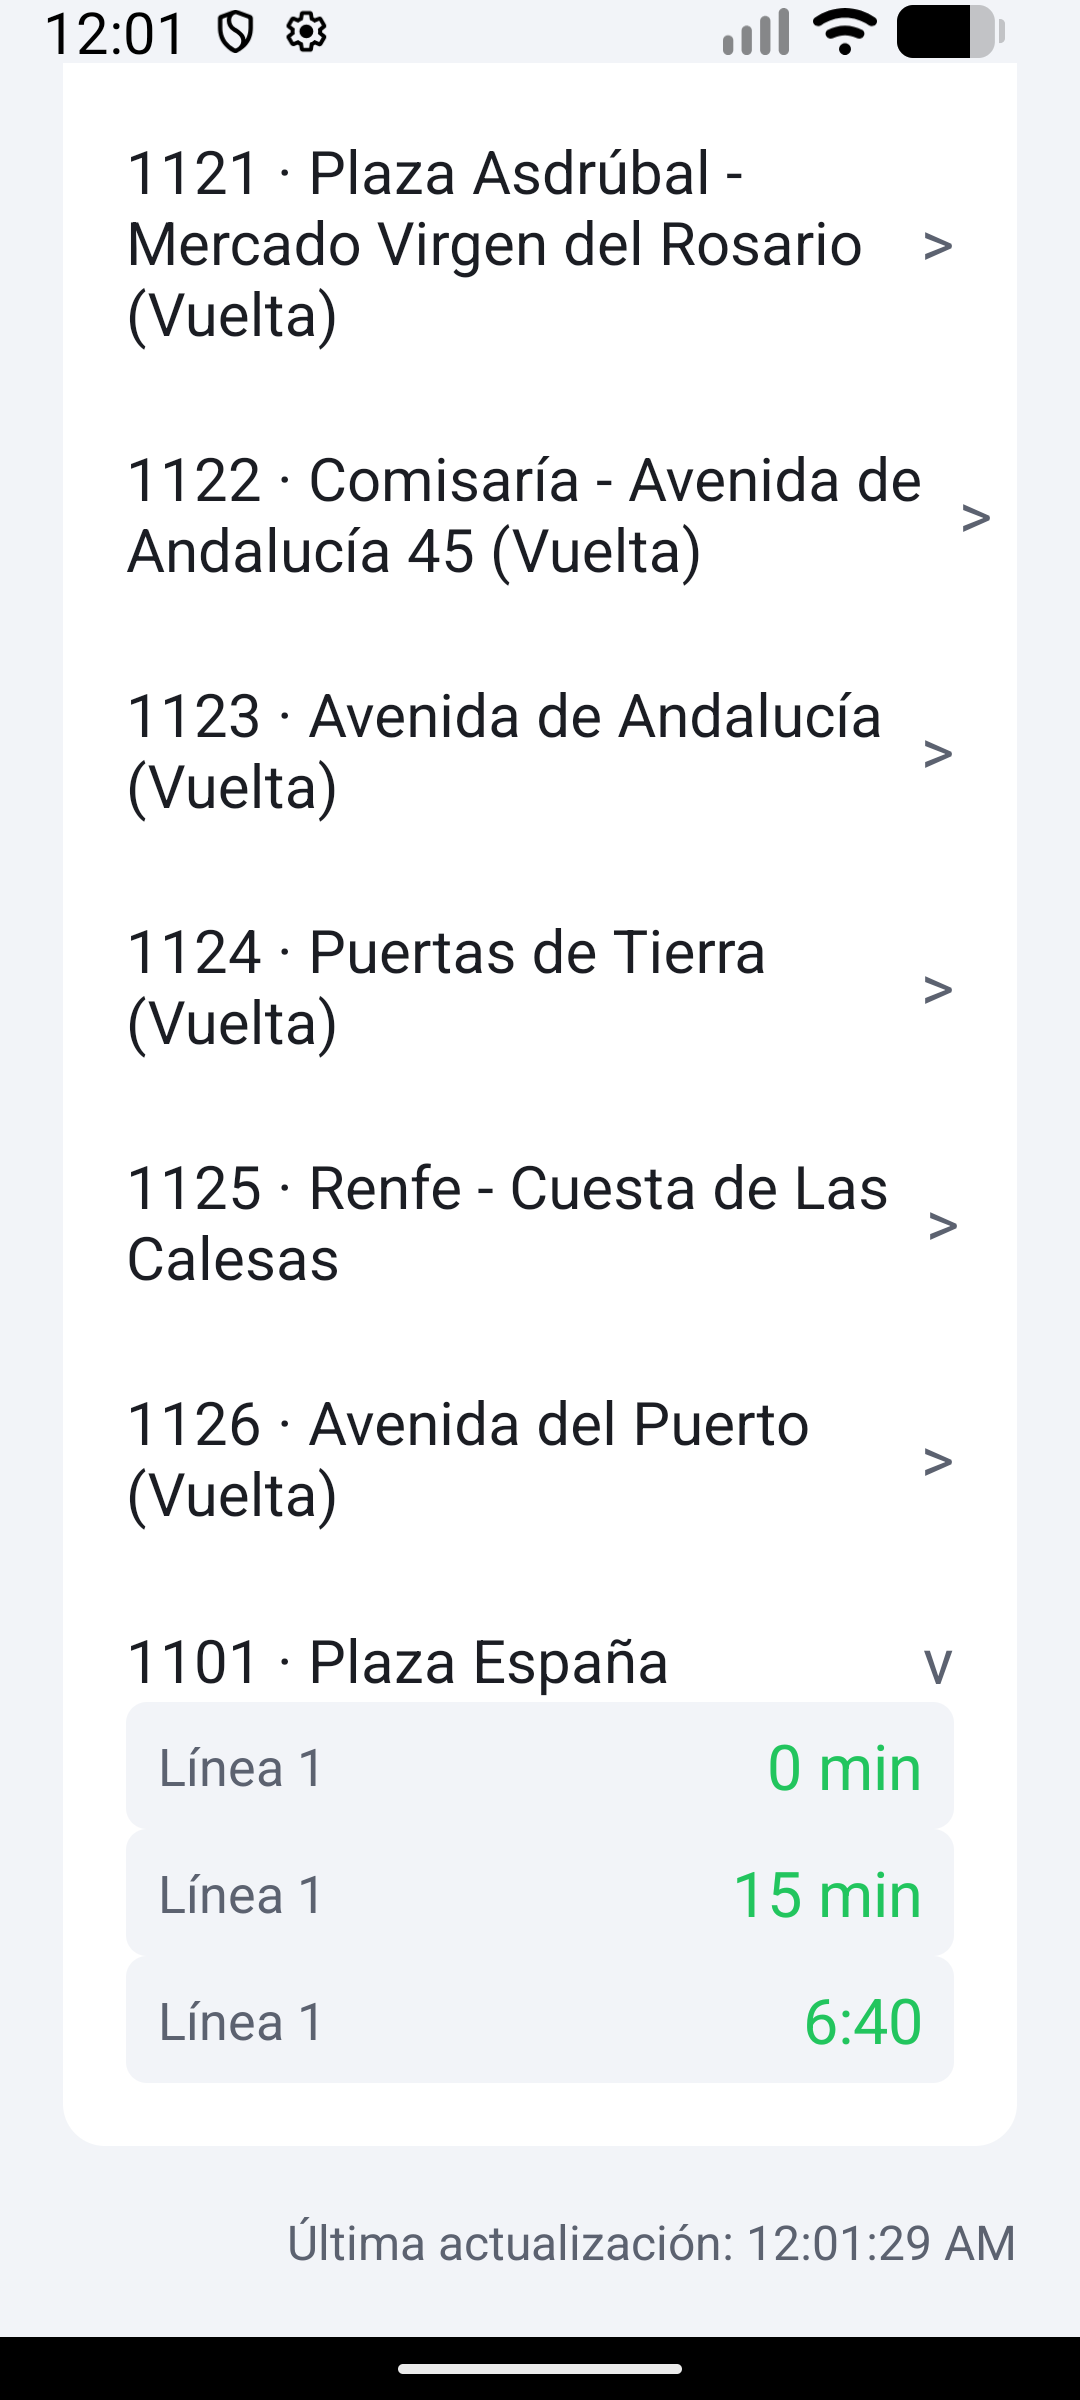 12:01
1121 · Plaza Asdrúbal -
Mercado Virgen del Rosario
(Vuelta)
>
1122 · Comisaría - Avenida de
Andalucía 45 (Vuelta)
>
1123 · Avenida de Andalucía
(Vuelta)
>
1124 · Puertas de Tierra
(Vuelta)
>
1125 · Renfe - Cuesta de Las
Calesas
>
1126 · Avenida del Puerto
(Vuelta)
>
1101 · Plaza España v
Línea 1 0 min
Línea 1 15 min
Línea 1 6:40
Última actualización: 12:01:29 AM